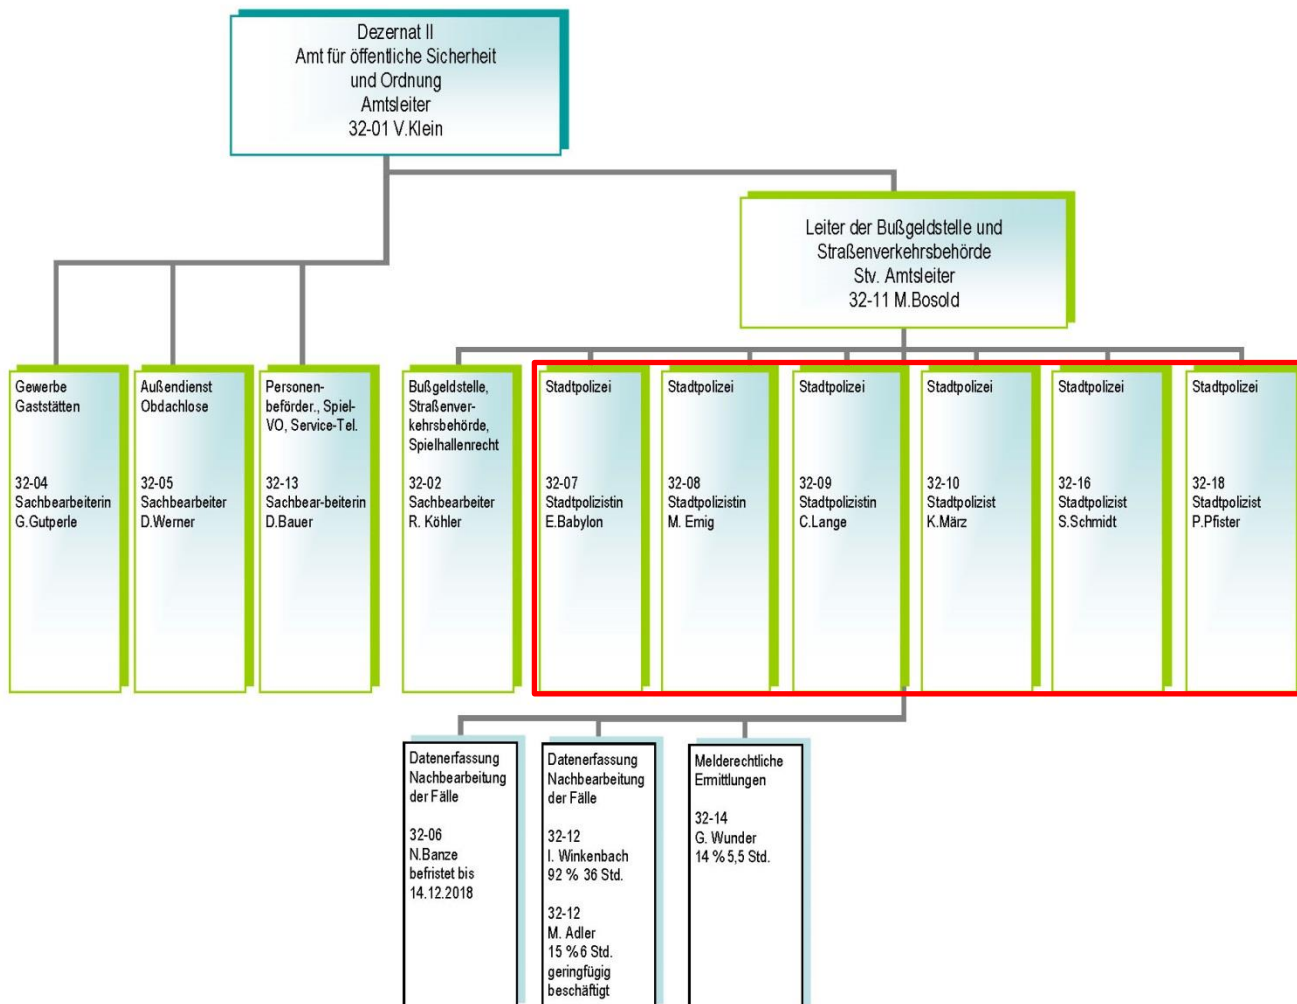 Dezernat II
Amt für öffentliche Sicherheit
und Ordnung
Amtsleiter
32-01 V.Klein
Leiter der Bußgeldstelle und
Straßenverkehrsbehörde
Stv. Amtsleiter
32-11 M.Bosold
Gewerbe
Gaststätten
32-04
Sachbearbeiterin
G.Gutperle
Außendienst
Obdachlose
32-05
Sachbearbeiter
D.Werner
Personen-
beförder., Spiel-
VO, Service-Tel.
32-13
Sachbear-beiterin
D.Bauer
Bußgeldstelle,
Straßenver-
kehrsbehörde,
Spielhallenrecht
32-02
Sachbearbeiter
R. Köhler
Stadtpolizei
32-07
Stadtpolizistin
E.Babylon
Stadtpolizei
32-08
Stadtpolizistin
M. Emig
Stadtpolizei
32-09
Stadtpolizistin
C.Lange
Stadtpolizei
32-10
Stadtpolizist
K.März
Stadtpolizei
32-16
Stadtpolizist
S.Schmidt
Stadtpolizei
32-18
Stadtpolizist
P.Pfister
Datenerfassung
Nachbearbeitung
der Fälle
32-06
N.Banze
befristet bis
14.12.2018
Datenerfassung
Nachbearbeitung
der Fälle
32-12
I. Winkenbach
92 % 36 Std.
32-12
M. Adler
15 %6 Std.
geringfügig
beschäftigt
Melderechtliche
Ermittlungen
32-14
G. Wunder
14 % 5,5 Std.